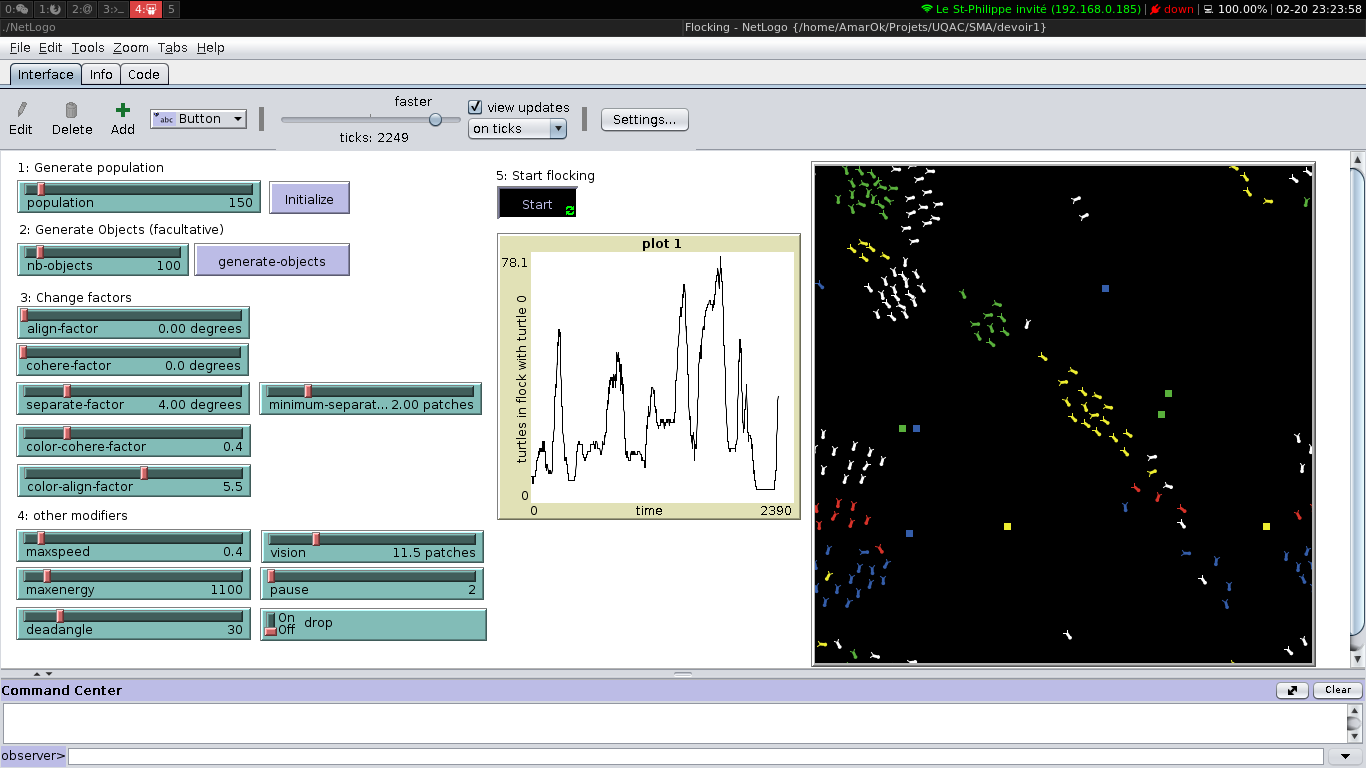 0: 1: 2:@ 3:>_ 4: 5 Le St-Philippe invité (192.168.0.185) | down | 100.00% | 02-20 23:23:58
./NetLogo Flocking - NetLogo {/home/AmarOk/Projets/UQAC/SMA/devoir1}
File Edit Tools Zoom Tabs Help
Interface Info Code
Edit Delete Add abc Button
faster
ticks: 2249
view updates
on ticks
Settings...
1: Generate population
population 150
Initialize
2: Generate Objects (facultative)
nb-objects 100
generate-objects
3: Change factors
align-factor 0.00 degrees
cohere-factor 0.0 degrees
separate-factor 4.00 degrees
minimum-separat... 2.00 patches
color-cohere-factor 0.4
color-align-factor 5.5
4: other modifiers
maxspeed 0.4
vision 11.5 patches
maxenergy 1100
pause 2
deadangle 30
On
Off
drop
5: Start flocking
Start
plot 1
78.1
turtles in flock with turtle 0
0
0 time 2390
Command Center
Clear
observer>